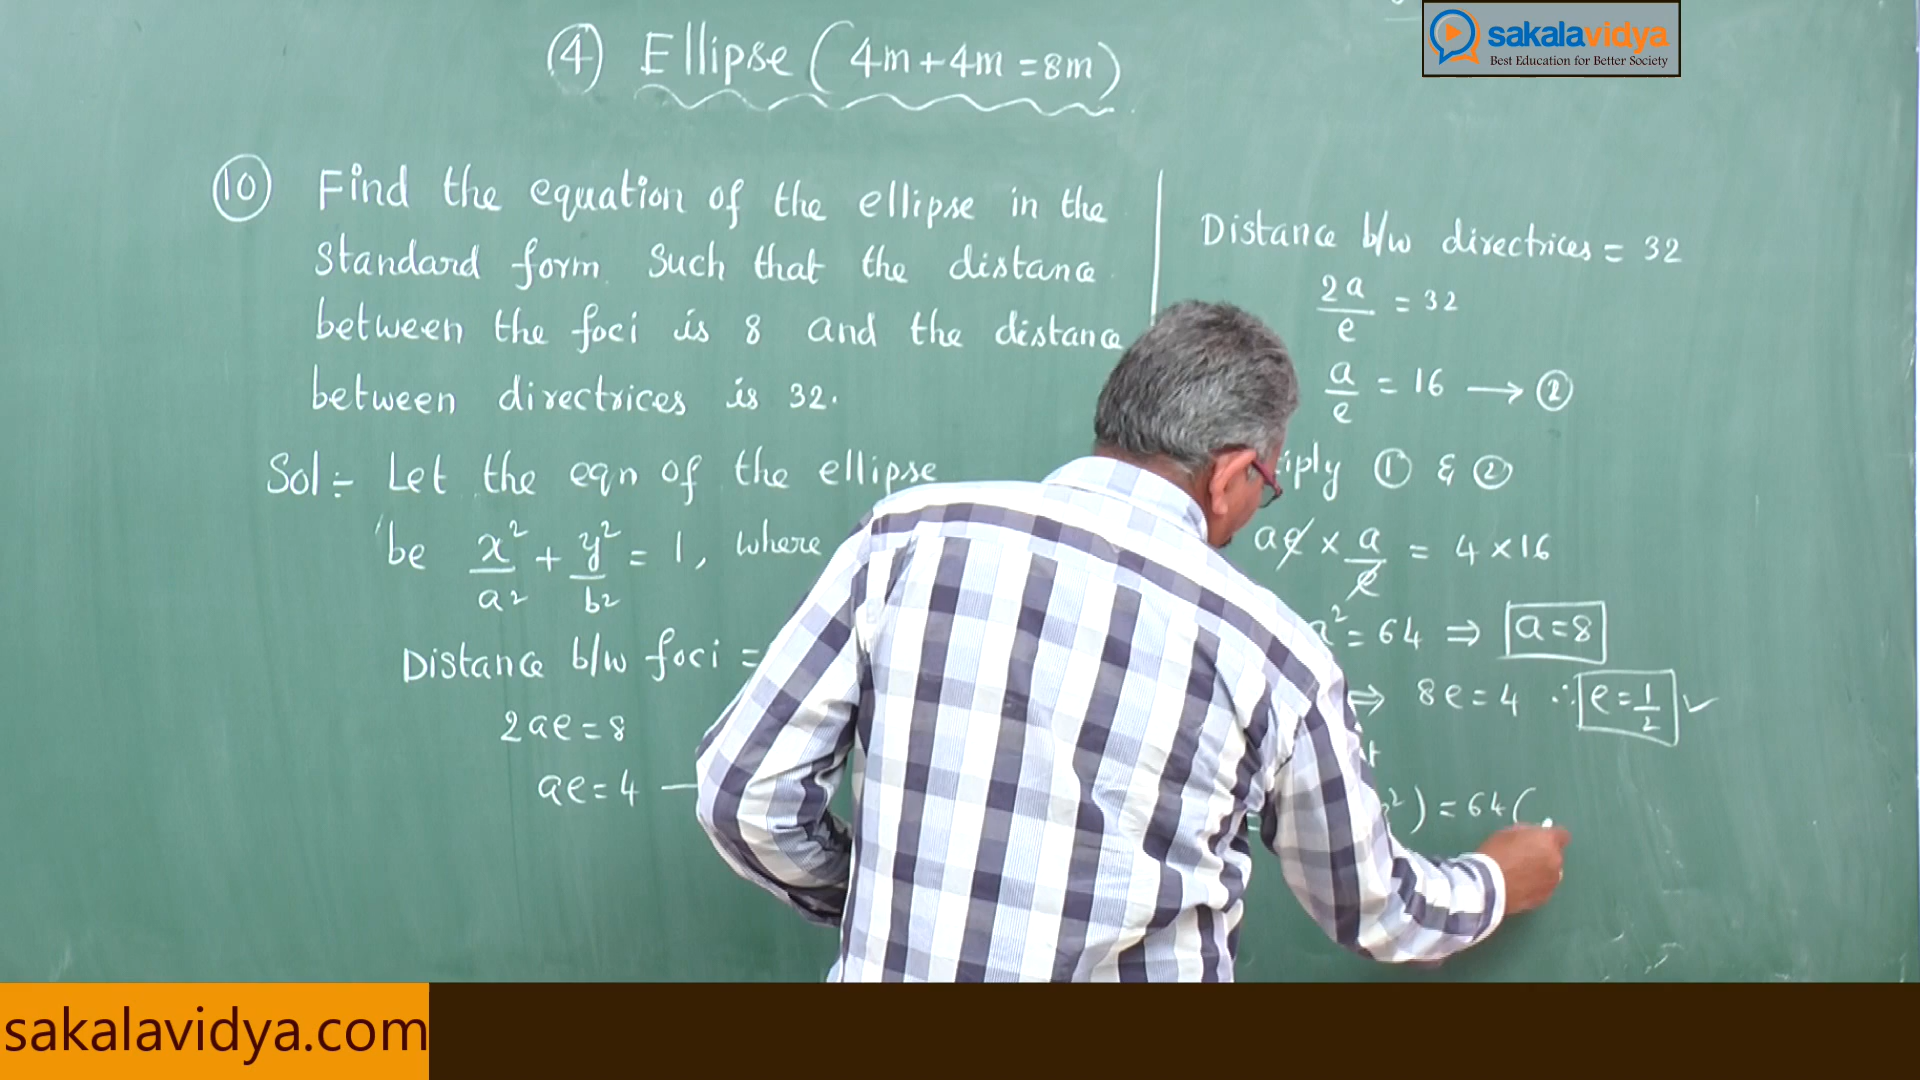 ④ Ellipse (4m+4m=8m)
sakalavidya
Best Education for Better Society
⑩ Find the equation of the ellipse in the
standard form such that the distance
between the foci is 8 and the distance
between directrices is 32.
Sol:- Let the eqn of the ellipse
be x²/a² + y²/b² = 1, where
Distance b/w foci =
2ae=8
ae=4
Distance b/w directrices = 32
2a/e = 32
a/e = 16 → ②
① & ②
ae × a/e = 4×16
a²=64 ⇒ a=8
⇒ 8e=4 ∴ e=1/2 ✓
) = 64(
sakalavidya.com